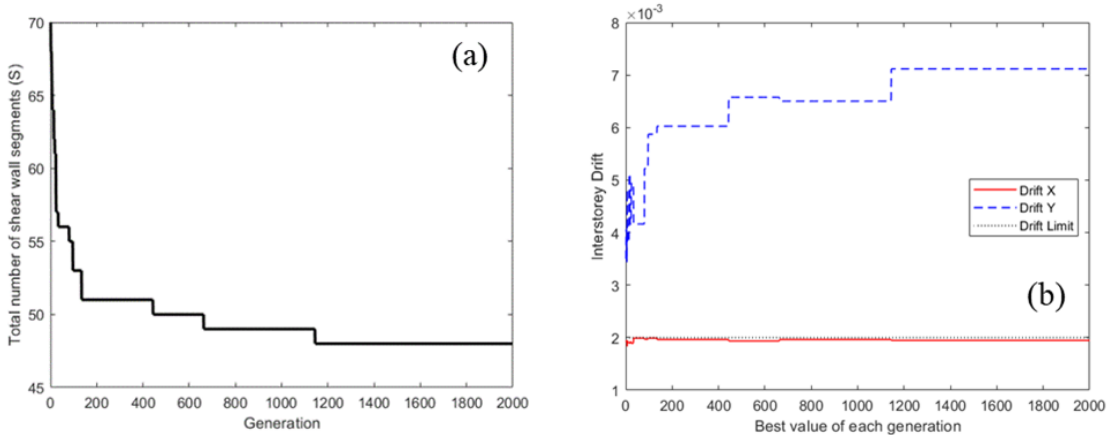 70
65
60
55
50
45
Total number of shear wall segments (S)
(a)
0 200 400 600 800 1000 1200 1400 1600 1800 2000
Generation
×10⁻³
8
7
6
5
4
3
2
1
Interstorey Drift
Drift X
Drift Y
Drift Limit
(b)
0 200 400 600 800 1000 1200 1400 1600 1800 2000
Best value of each generation